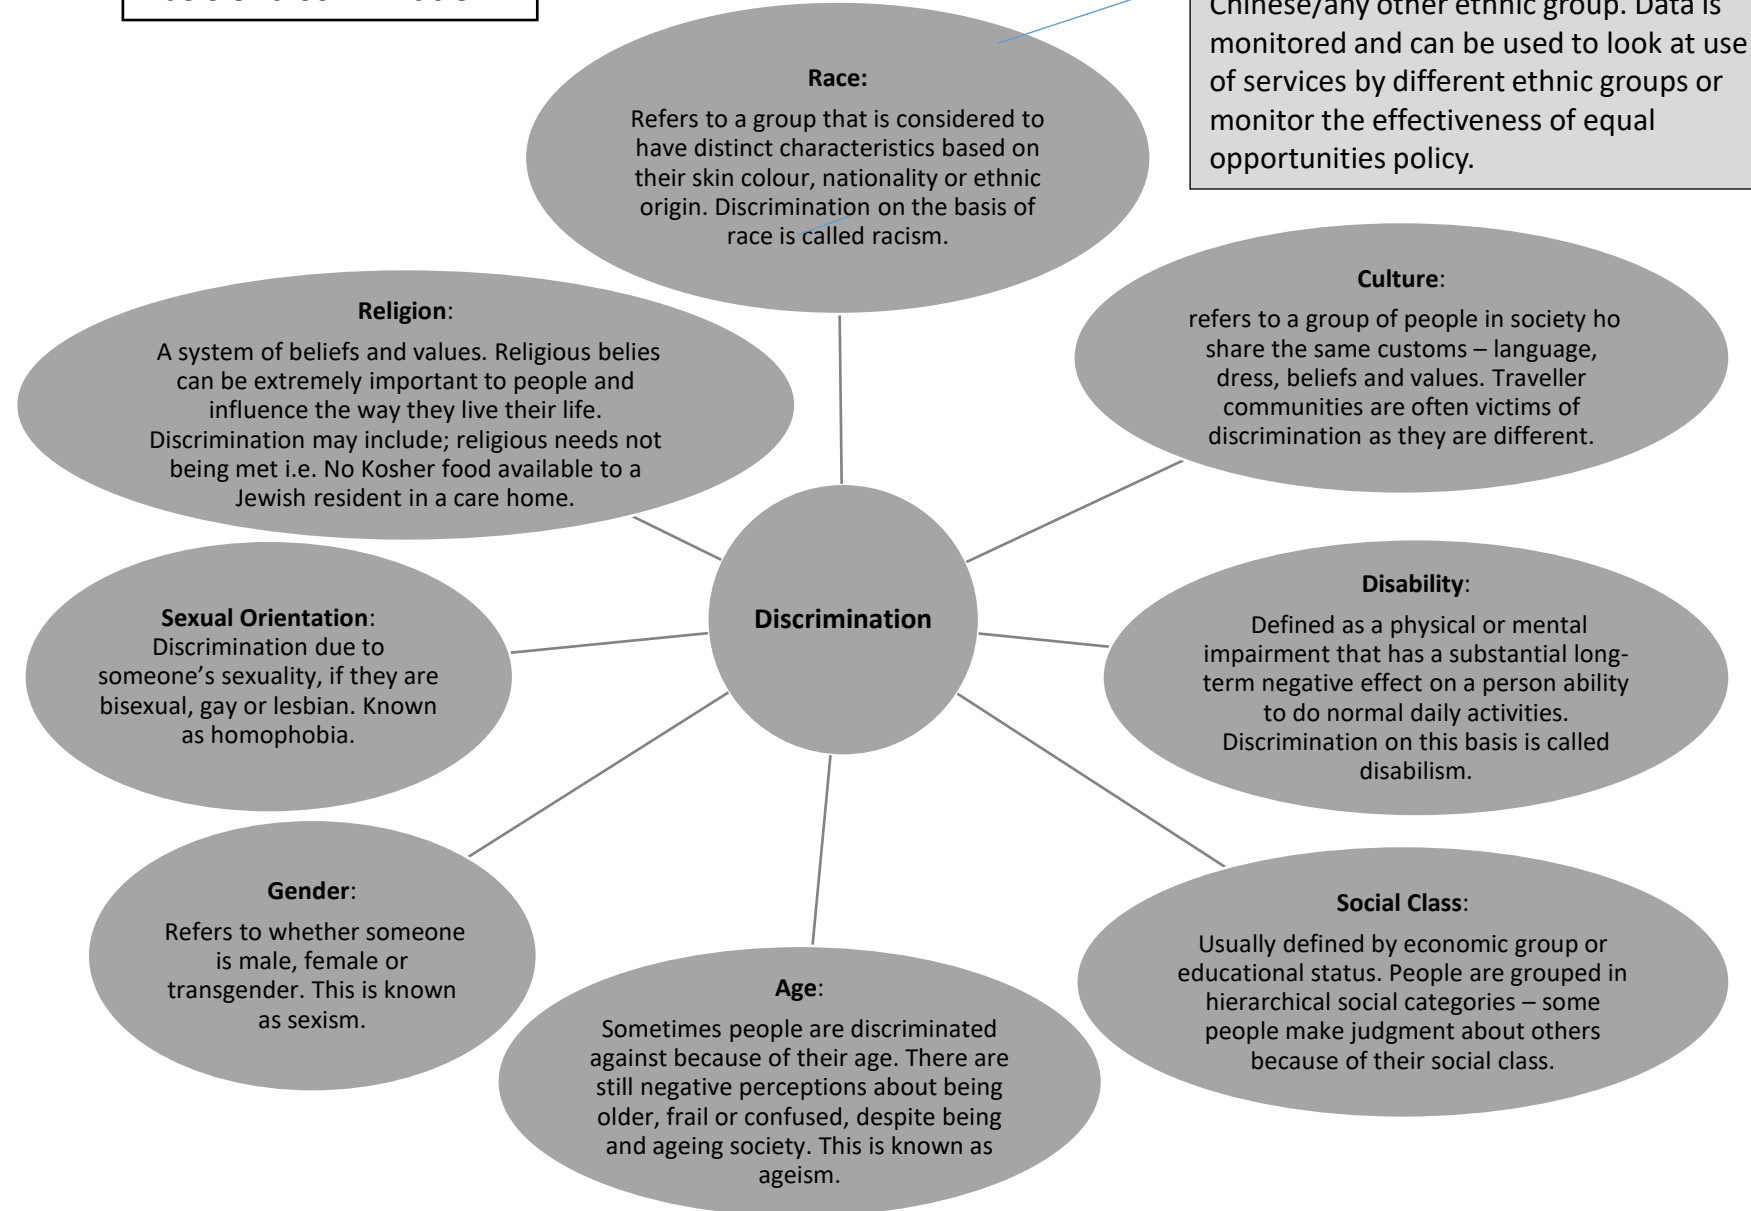 Chinese/any other ethnic group. Data is
monitored and can be used to look at use
of services by different ethnic groups or
monitor the effectiveness of equal
opportunities policy.
Race:
Refers to a group that is considered to
have distinct characteristics based on
their skin colour, nationality or ethnic
origin. Discrimination on the basis of
race is called racism.
Culture:
refers to a group of people in society ho
share the same customs – language,
dress, beliefs and values. Traveller
communities are often victims of
discrimination as they are different.
Religion:
A system of beliefs and values. Religious belies
can be extremely important to people and
influence the way they live their life.
Discrimination may include; religious needs not
being met i.e. No Kosher food available to a
Jewish resident in a care home.
Discrimination
Disability:
Defined as a physical or mental
impairment that has a substantial long-
term negative effect on a person ability
to do normal daily activities.
Discrimination on this basis is called
disabilism.
Sexual Orientation:
Discrimination due to
someone’s sexuality, if they are
bisexual, gay or lesbian. Known
as homophobia.
Gender:
Refers to whether someone
is male, female or
transgender. This is known
as sexism.
Social Class:
Usually defined by economic group or
educational status. People are grouped in
hierarchical social categories – some
people make judgment about others
because of their social class.
Age:
Sometimes people are discriminated
against because of their age. There are
still negative perceptions about being
older, frail or confused, despite being
and ageing society. This is known as
ageism.